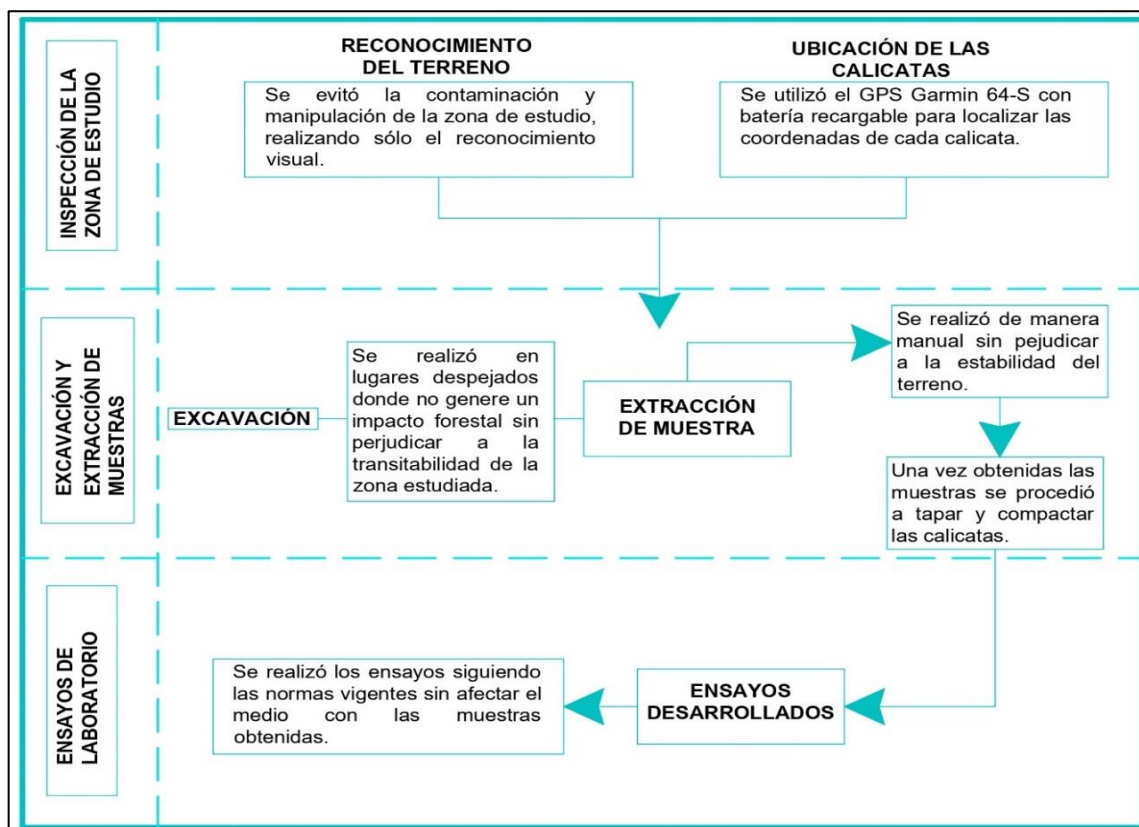 INSPECCIÓN DE LA
ZONA DE ESTUDIO
RECONOCIMIENTO
DEL TERRENO
Se evitó la contaminación y
manipulación de la zona de estudio,
realizando sólo el reconocimiento
visual.
UBICACIÓN DE LAS
CALICATAS
Se utilizó el GPS Garmin 64-S con
batería recargable para localizar las
coordenadas de cada calicata.
EXCAVACIÓN Y
EXTRACCIÓN DE
MUESTRAS
EXCAVACIÓN
Se realizó en
lugares despejados
donde no genere un
impacto forestal sin
perjudicar a la
transitabilidad de la
zona estudiada.
EXTRACCIÓN
DE MUESTRA
Se realizó de manera
manual sin pejudicar
a la estabilidad del
terreno.
Una vez obtenidas las
muestras se procedió
a tapar y compactar
las calicatas.
ENSAYOS DE
LABORATORIO
ENSAYOS
DESARROLLADOS
Se realizó los ensayos siguiendo
las normas vigentes sin afectar el
medio con las muestras
obtenidas.